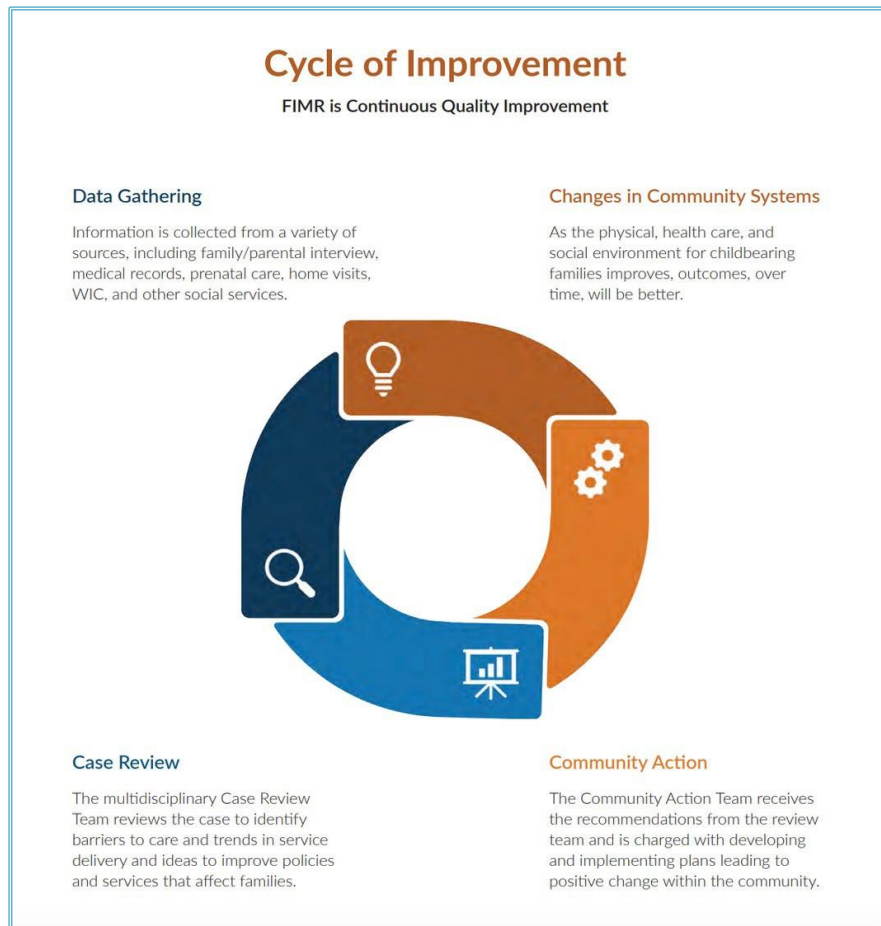 Cycle of Improvement
FIMR is Continuous Quality Improvement
Data Gathering
Information is collected from a variety of
sources, including family/parental interview,
medical records, prenatal care, home visits,
WIC, and other social services.
Changes in Community Systems
As the physical, health care, and
social environment for childbearing
families improves, outcomes, over
time, will be better.
Case Review
The multidisciplinary Case Review
Team reviews the case to identify
barriers to care and trends in service
delivery and ideas to improve policies
and services that affect families.
Community Action
The Community Action Team receives
the recommendations from the review
team and is charged with developing
and implementing plans leading to
positive change within the community.